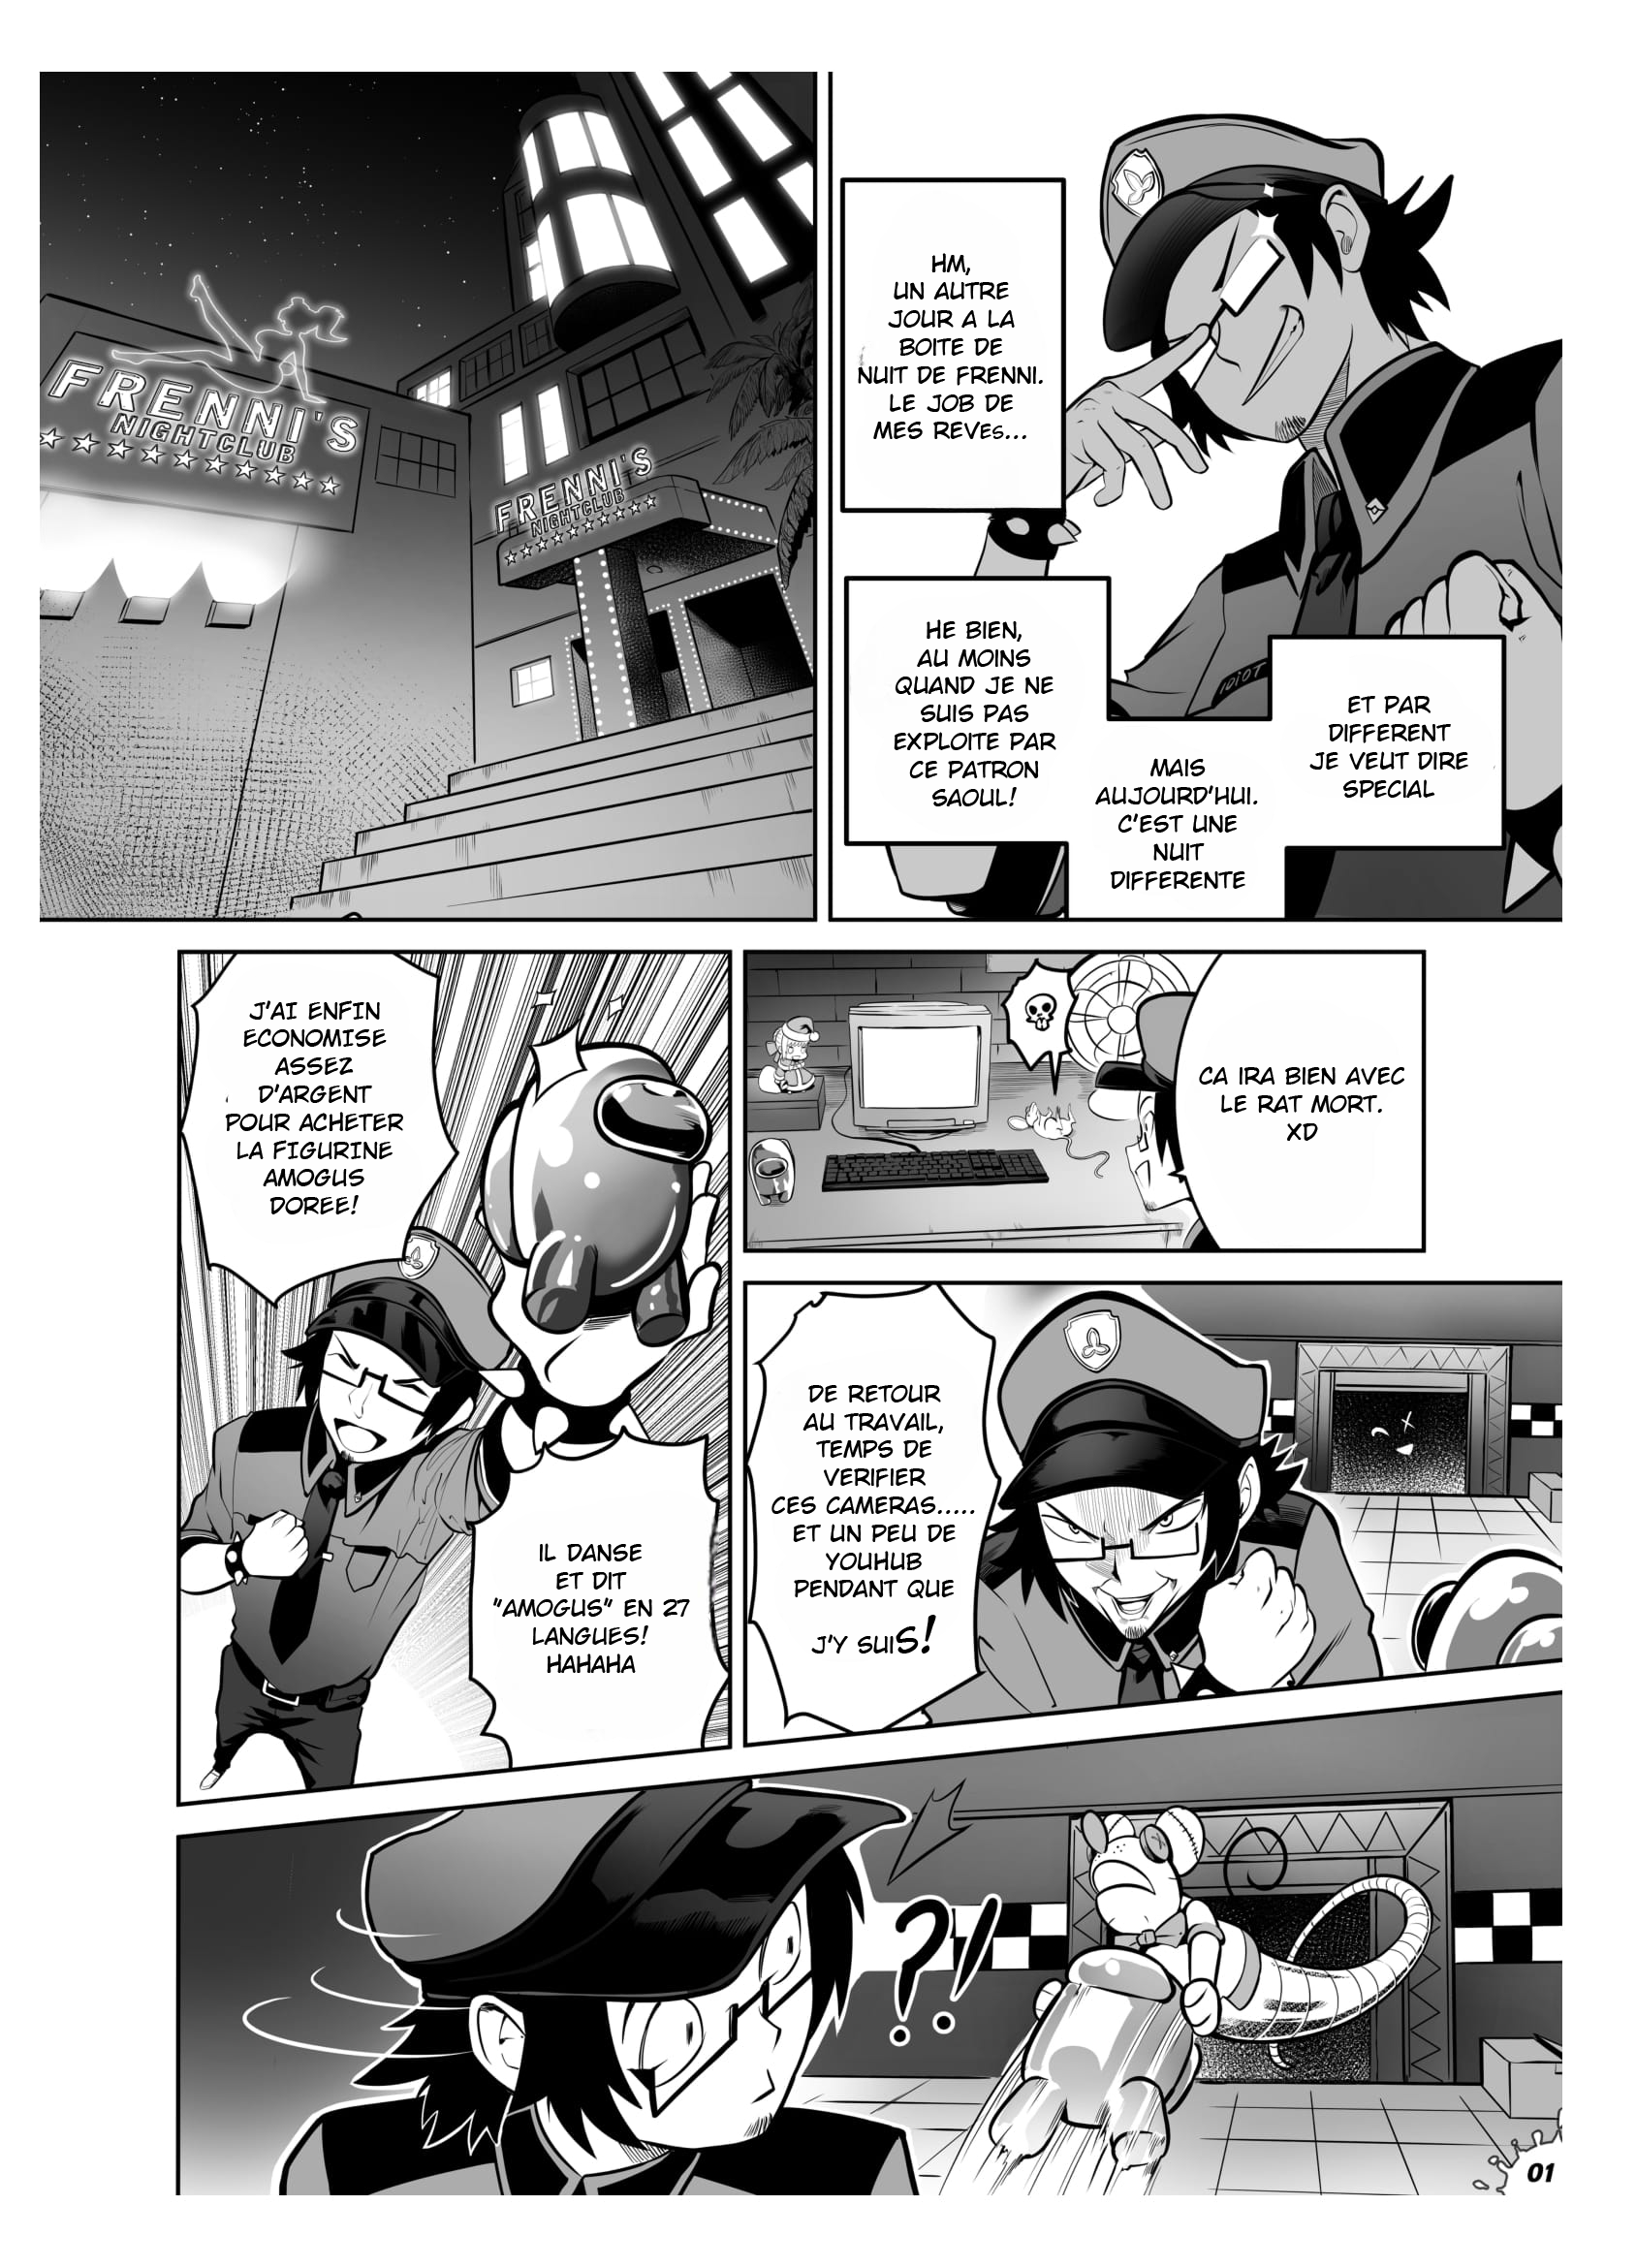 FRENNI'S
NIGHTCLUB
FRENNI'S
NIGHTCLUB
HM,
UN AUTRE
JOUR A LA
BOITE DE
NUIT DE FRENNI.
LE JOB DE
MES REVES...
HE BIEN,
AU MOINS
QUAND JE NE
SUIS PAS
EXPLOITE PAR
CE PATRON
SAOUL!
IDIOT
MAIS
AUJOURD'HUI.
C'EST UNE
NUIT
DIFFERENTE
ET PAR
DIFFERENT
JE VEUT DIRE
SPECIAL
J'AI ENFIN
ECONOMISE
ASSEZ
D'ARGENT
POUR ACHETER
LA FIGURINE
AMOGUS
DOREE!
IL DANSE
ET DIT
"AMOGUS" EN 27
LANGUES!
HAHAHA
CA IRA BIEN AVEC
LE RAT MORT.
XD
DE RETOUR
AU TRAVAIL,
TEMPS DE
VERIFIER
CES CAMERAS.....
ET UN PEU DE
YOUHUB
PENDANT QUE
J'Y SUIS!
?!
01